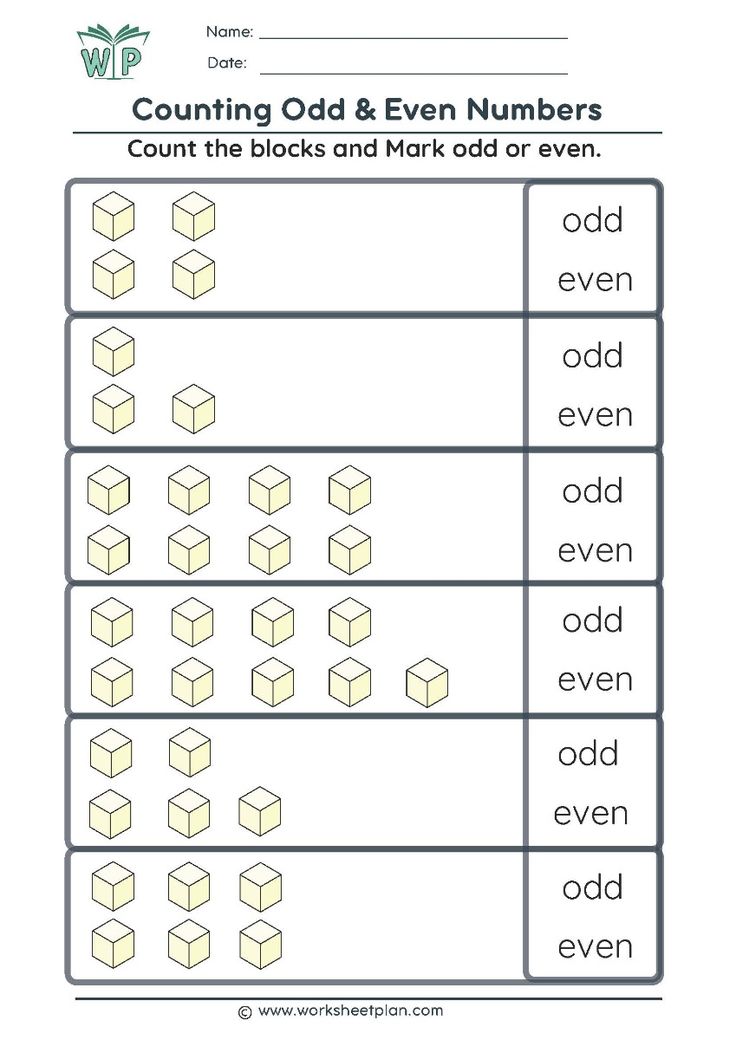 WP
Name:
Date:
Counting Odd & Even Numbers
Count the blocks and Mark odd or even.
odd
even
odd
even
odd
even
odd
even
odd
even
odd
even
© www.worksheetplan.com